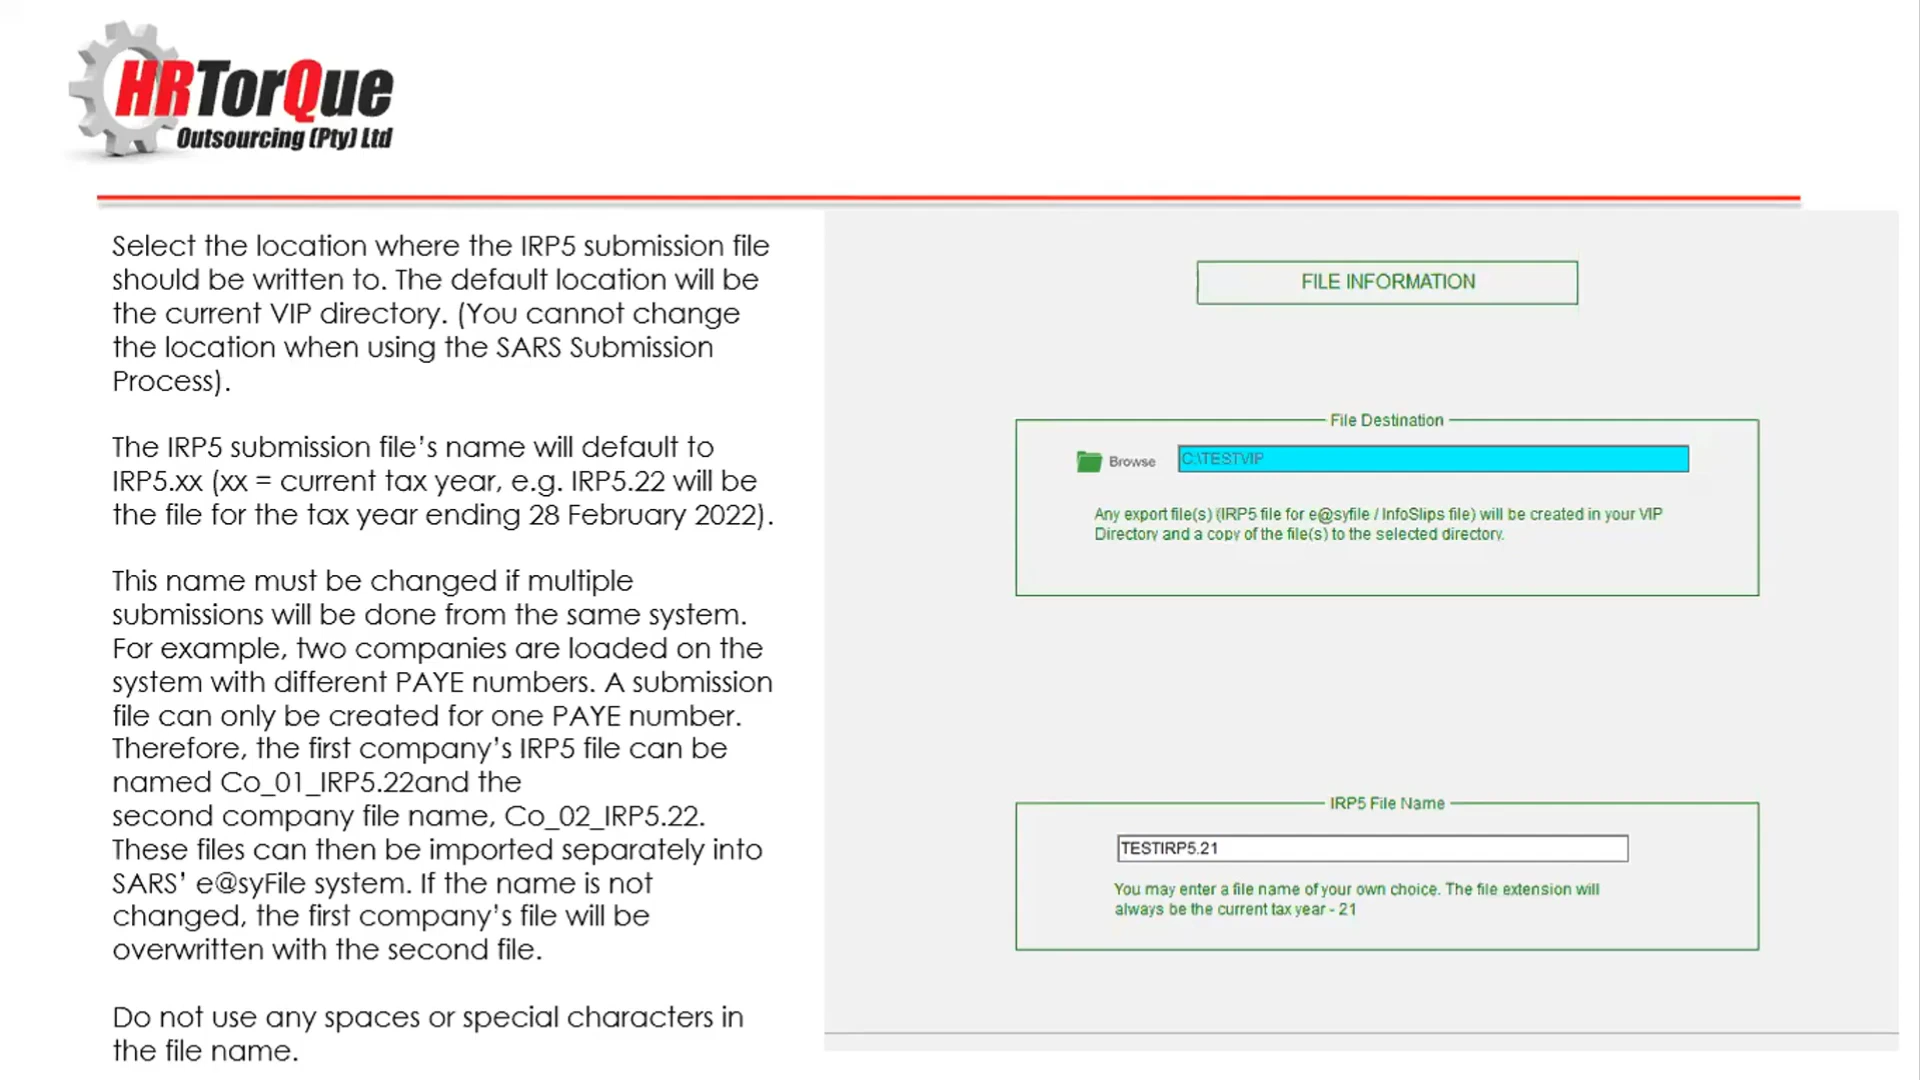 HRTorQue
Outsourcing (Pty) Ltd
Select the location where the IRP5 submission file
should be written to. The default location will be
the current VIP directory. (You cannot change
the location when using the SARS Submission
Process).
The IRP5 submission file’s name will default to
IRP5.xx (xx = current tax year, e.g. IRP5.22 will be
the file for the tax year ending 28 February 2022).
This name must be changed if multiple
submissions will be done from the same system.
For example, two companies are loaded on the
system with different PAYE numbers. A submission
file can only be created for one PAYE number.
Therefore, the first company’s IRP5 file can be
named Co_01_IRP5.22and the
second company file name, Co_02_IRP5.22.
These files can then be imported separately into
SARS’ e@syFile system. If the name is not
changed, the first company’s file will be
overwritten with the second file.
Do not use any spaces or special characters in
the file name.
FILE INFORMATION
File Destination
Browse
C:\TESTVIP
Any export file(s) (IRP5 file for e@syfile / InfoSlips file) will be created in your VIP
Directory and a copy of the file(s) to the selected directory.
IRP5 File Name
TESTIRP5.21
You may enter a file name of your own choice. The file extension will
always be the current tax year - 21